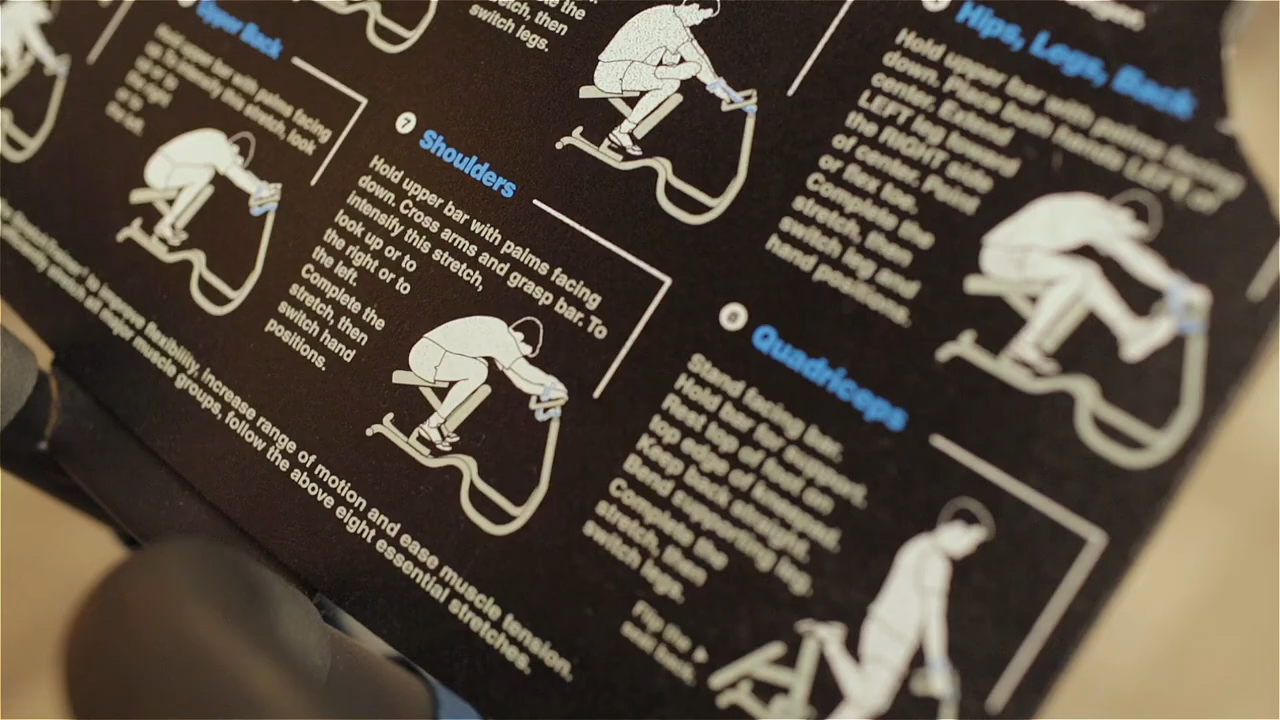 Upper Back
Hold upper bar with palms facing
up. To intensify the stretch, look
the left.
7 Shoulders
Hold upper bar with palms facing
down. Cross arms and grasp bar. To
intensify this stretch,
look up or to
the right or to
the left.
Complete the
stretch, then
switch hand
positions.
stretch, then
switch legs.
Hips, Legs, Back
Hold upper bar with palms facing
down. Place both hands LEFT of
center. Extend
LEFT leg toward
the RIGHT side
of center. Point
or flex toe.
Complete the
stretch, then
switch leg and
hand positions.
8 Quadriceps
Stand facing bar.
Hold bar for support.
Rest top of foot on
top edge of
Keep back straight.
Bend supporting leg.
Complete the
stretch, then
switch legs.
Flip the
to improve flexibility, increase range of motion and ease muscle tension.
stretch all major muscle groups, follow the above eight essential stretches.